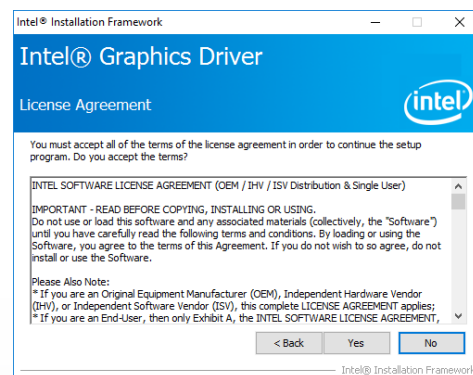 Intel® Installation Framework
Intel® Graphics Driver
License Agreement
intel
You must accept all of the terms of the license agreement in order to continue the setup
program. Do you accept the terms?
INTEL SOFTWARE LICENSE AGREEMENT (OEM / IHV / ISV Distribution & Single User)
IMPORTANT - READ BEFORE COPYING, INSTALLING OR USING.
Do not use or load this software and any associated materials (collectively, the "Software")
until you have carefully read the following terms and conditions. By loading or using the
Software, you agree to the terms of this Agreement. If you do not wish to so agree, do not
install or use the Software.
Please Also Note:
* If you are an Original Equipment Manufacturer (OEM), Independent Hardware Vendor
(IHV), or Independent Software Vendor (ISV), this complete LICENSE AGREEMENT applies;
* If you are an End-User, then only Exhibit A, the INTEL SOFTWARE LICENSE AGREEMENT,
< Back Yes No
Intel® Installation Framework